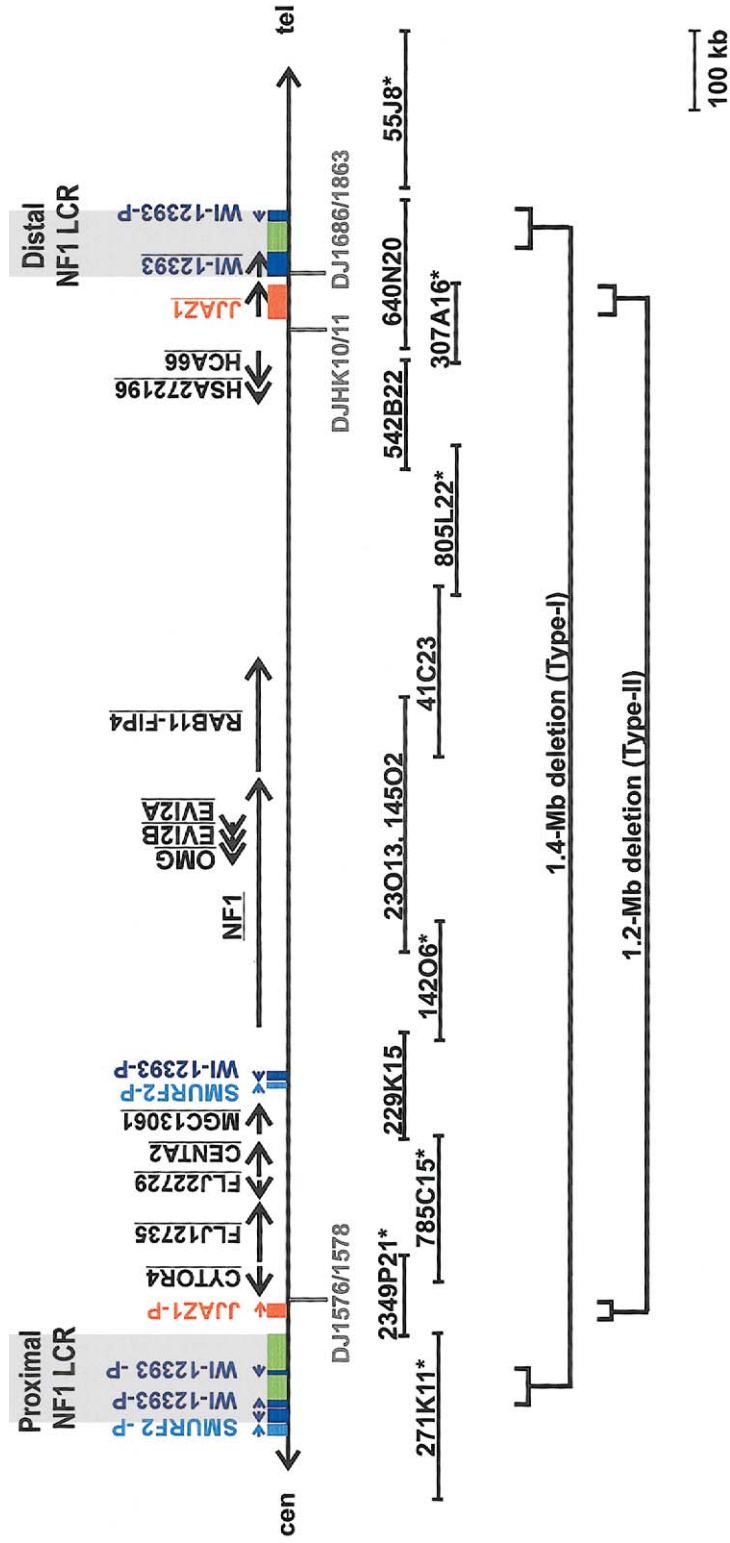 Proximal
NF1 LCR
Distal
NF1 LCR
SMURF2 -P
WI-12393-P
WI-12393 -P
JJAZ1-P
CYTOR4
FLJ12735
FLJ22729
CENTA2
MGC13061
SMURF2-P
WI-12393-P
NF1
OMG
EVI2B
EVI2A
RAB11-FIP4
HSA272196
HCA66
JJAZ1
WI-12393
WI-12393-P
cen
tel
DJ1576/1578
DJHK10/11
DJ1686/1863
271K11*
2349P21*
785C15*
229K15
142O6*
23O13, 145O2
41C23
805L22*
542B22
307A16*
640N20
55J8*
1.4-Mb deletion (Type-I)
1.2-Mb deletion (Type-II)
100 kb